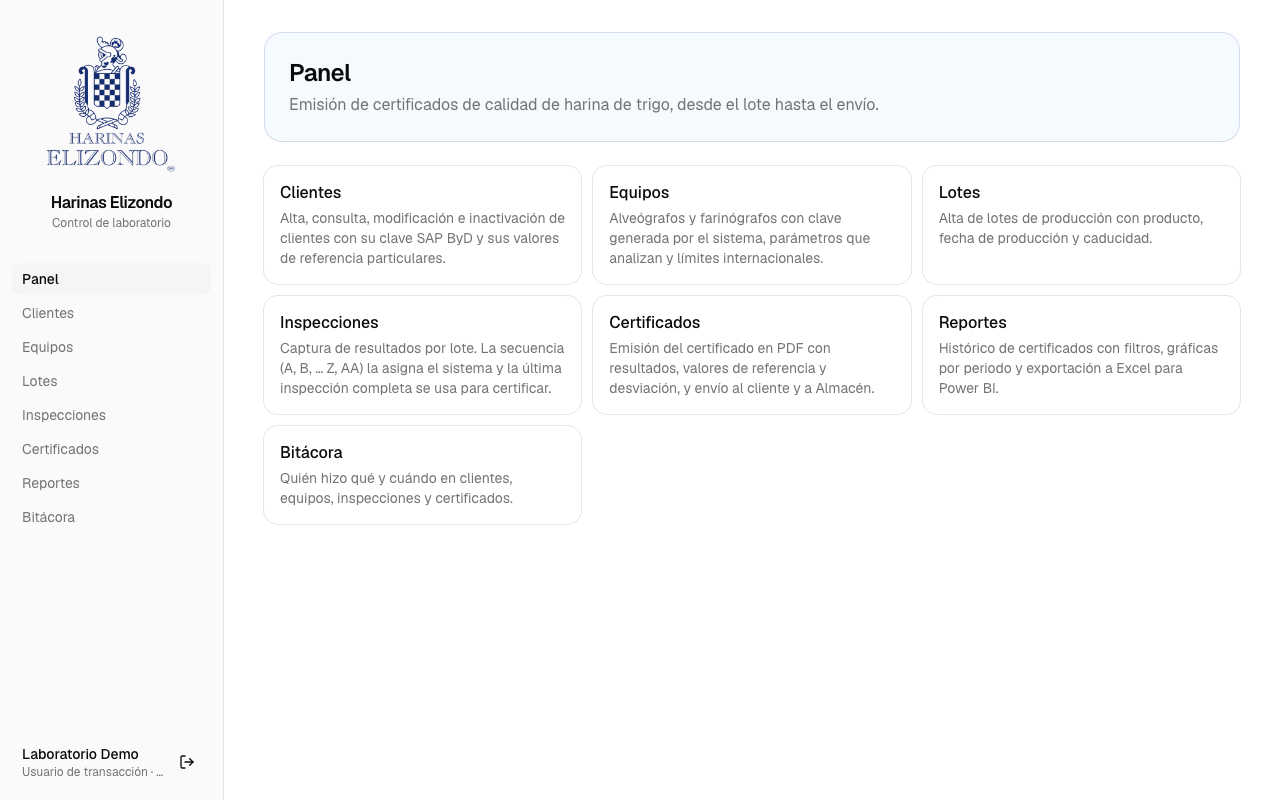 HARINAS
ELIZONDO
Harinas Elizondo
Control de laboratorio
Panel
Clientes
Equipos
Lotes
Inspecciones
Certificados
Reportes
Bitácora
Laboratorio Demo
Usuario de transacción · ...
Panel
Emisión de certificados de calidad de harina de trigo, desde el lote hasta el envío.
Clientes
Alta, consulta, modificación e inactivación de
clientes con su clave SAP ByD y sus valores
de referencia particulares.
Equipos
Alveógrafos y farinógrafos con clave
generada por el sistema, parámetros que
analizan y límites internacionales.
Lotes
Alta de lotes de producción con producto,
fecha de producción y caducidad.
Inspecciones
Captura de resultados por lote. La secuencia
(A, B, … Z, AA) la asigna el sistema y la última
inspección completa se usa para certificar.
Certificados
Emisión del certificado en PDF con
resultados, valores de referencia y
desviación, y envío al cliente y a Almacén.
Reportes
Histórico de certificados con filtros, gráficas
por periodo y exportación a Excel para
Power BI.
Bitácora
Quién hizo qué y cuándo en clientes,
equipos, inspecciones y certificados.